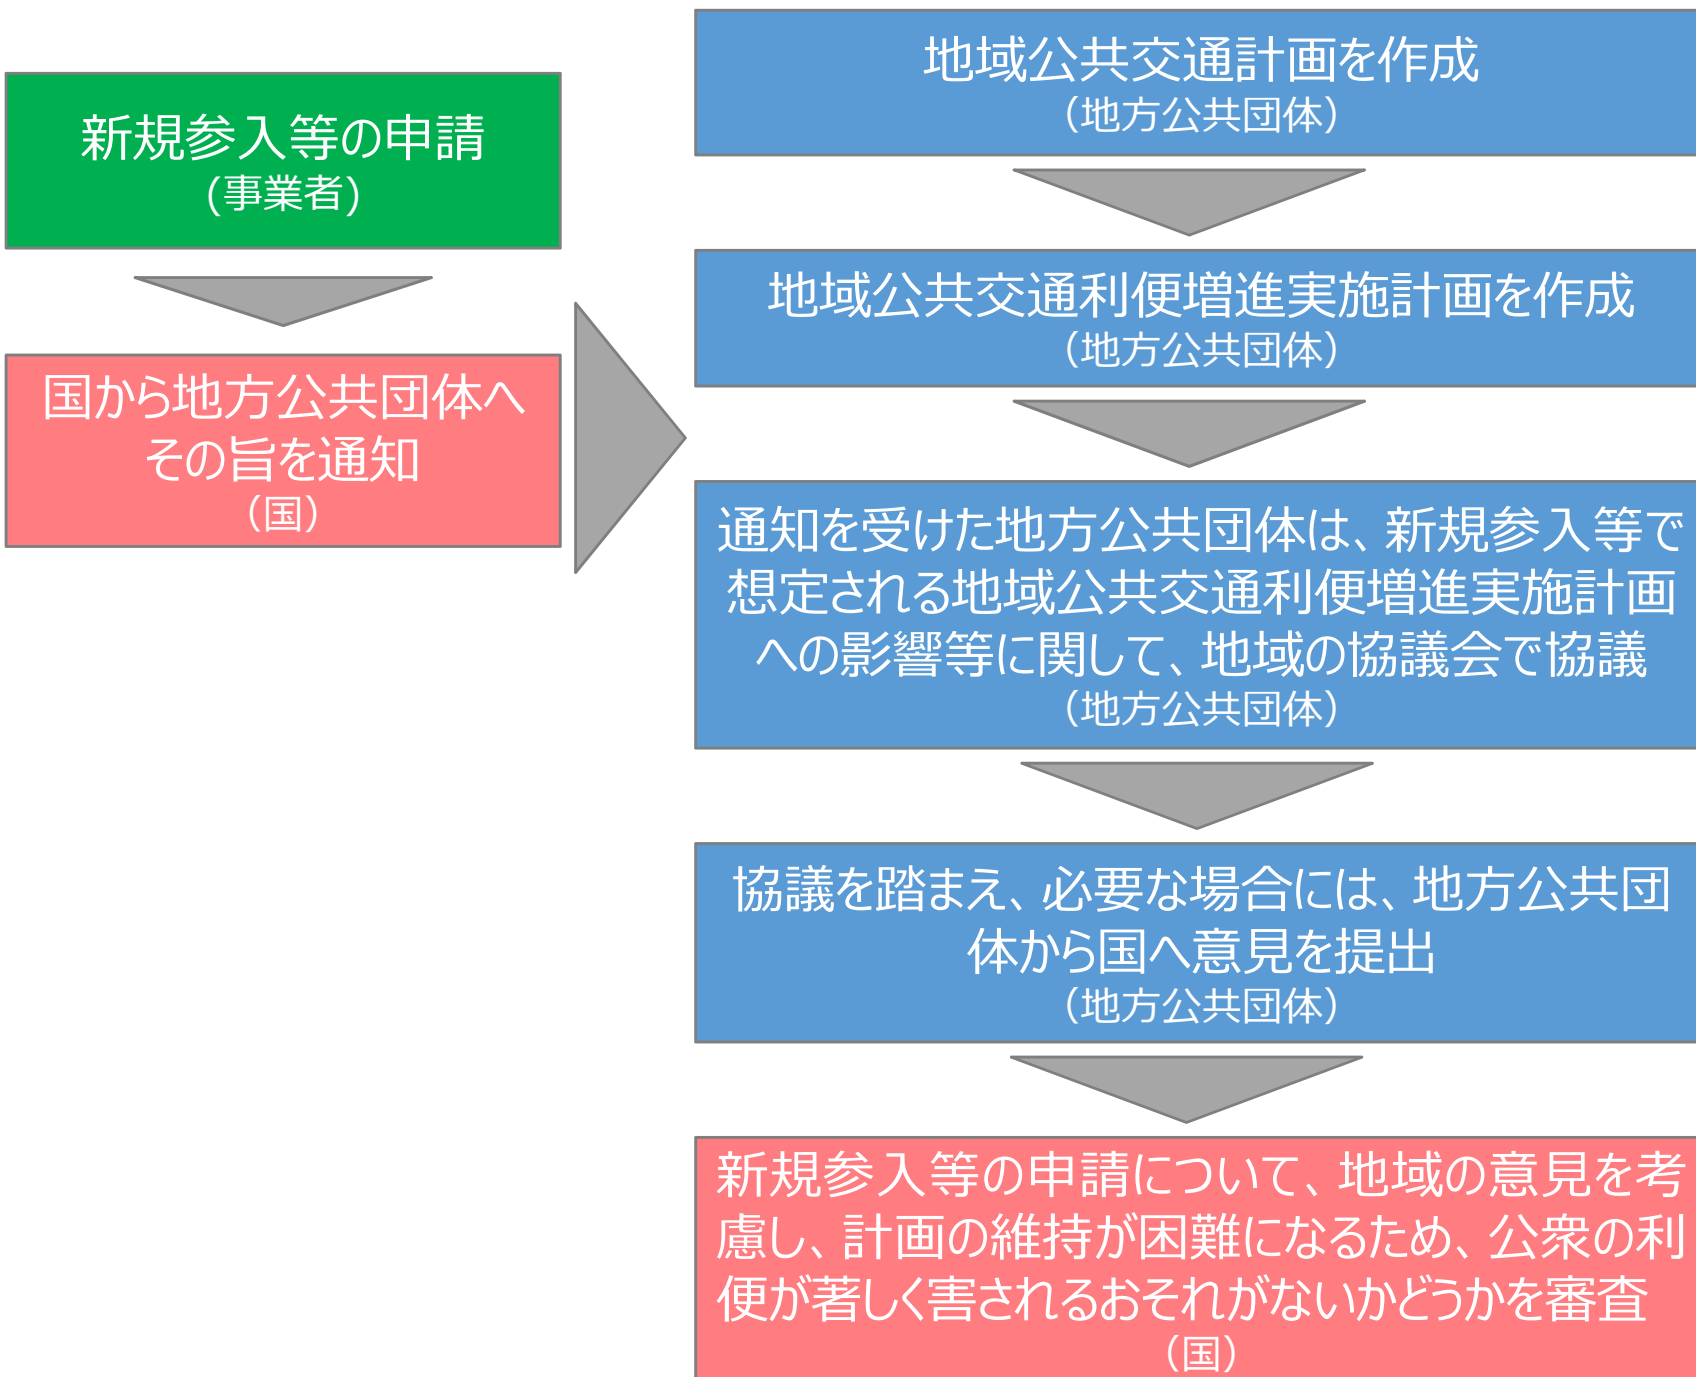 新規参入等の申請
(事業者)
国から地方公共団体へ
その旨を通知
（国）
地域公共交通計画を作成
（地方公共団体）
地域公共交通利便増進実施計画を作成
（地方公共団体）
通知を受けた地方公共団体は、新規参入等で
想定される地域公共交通利便増進実施計画
への影響等に関して、地域の協議会で協議
（地方公共団体）
協議を踏まえ、必要な場合には、地方公共団
体から国へ意見を提出
（地方公共団体）
新規参入等の申請について、地域の意見を考
慮し、計画の維持が困難になるため、公衆の利
便が著しく害されるおそれがないかどうかを審査
（国）